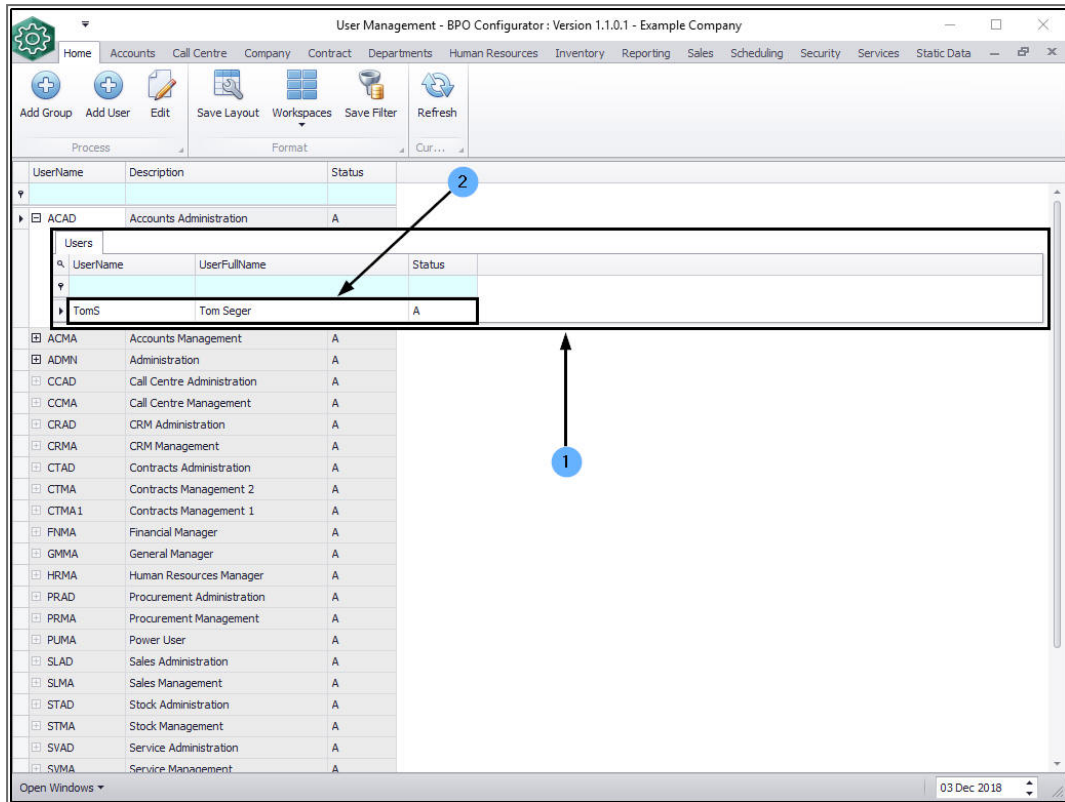 User Management - BPO Configurator : Version 1.1.0.1 - Example Company
Home Accounts Call Centre Company Contract Departments Human Resources Inventory Reporting Sales Scheduling Security Services Static Data
Add Group Add User Edit Save Layout Workspaces Save Filter Refresh
Process Format Cur...
UserName Description Status
2
ACAD Accounts Administration A
Users
UserName UserFullName Status
TomS Tom Seger A
ACMA Accounts Management A
ADMN Administration A
CCAD Call Centre Administration A
CCMA Call Centre Management A
CRAD CRM Administration A
CRMA CRM Management A
1
CTAD Contracts Administration A
CTMA Contracts Management 2 A
CTMA1 Contracts Management 1 A
FNMA Financial Manager A
GMMA General Manager A
HRMA Human Resources Manager A
PRAD Procurement Administration A
PRMA Procurement Management A
PUMA Power User A
SLAD Sales Administration A
SLMA Sales Management A
STAD Stock Administration A
STMA Stock Management A
SVAD Service Administration A
SVMA Service Management A
Open Windows 03 Dec 2018